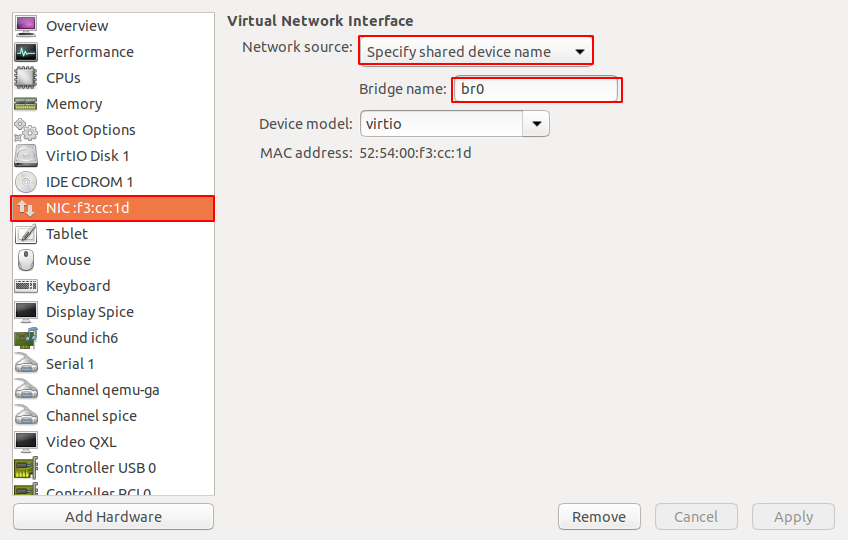 Overview
Performance
CPUs
Memory
Boot Options
VirtIO Disk 1
IDE CDROM 1
NIC :f3:cc:1d
Tablet
Mouse
Keyboard
Display Spice
Sound ich6
Serial 1
Channel qemu-ga
Channel spice
Video QXL
Controller USB 0
Controller PCI 0
Add Hardware
Virtual Network Interface
Network source: Specify shared device name
Bridge name: br0
Device model: virtio
MAC address: 52:54:00:f3:cc:1d
Remove Cancel Apply